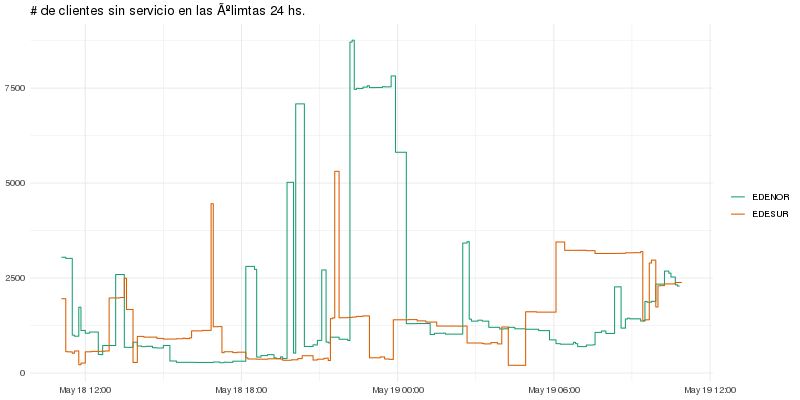 # de clientes sin servicio en las Ãºlimtas 24 hs.
7500
5000
2500
0
May 18 12:00
May 18 18:00
May 19 00:00
May 19 06:00
May 19 12:00
EDENOR
EDESUR